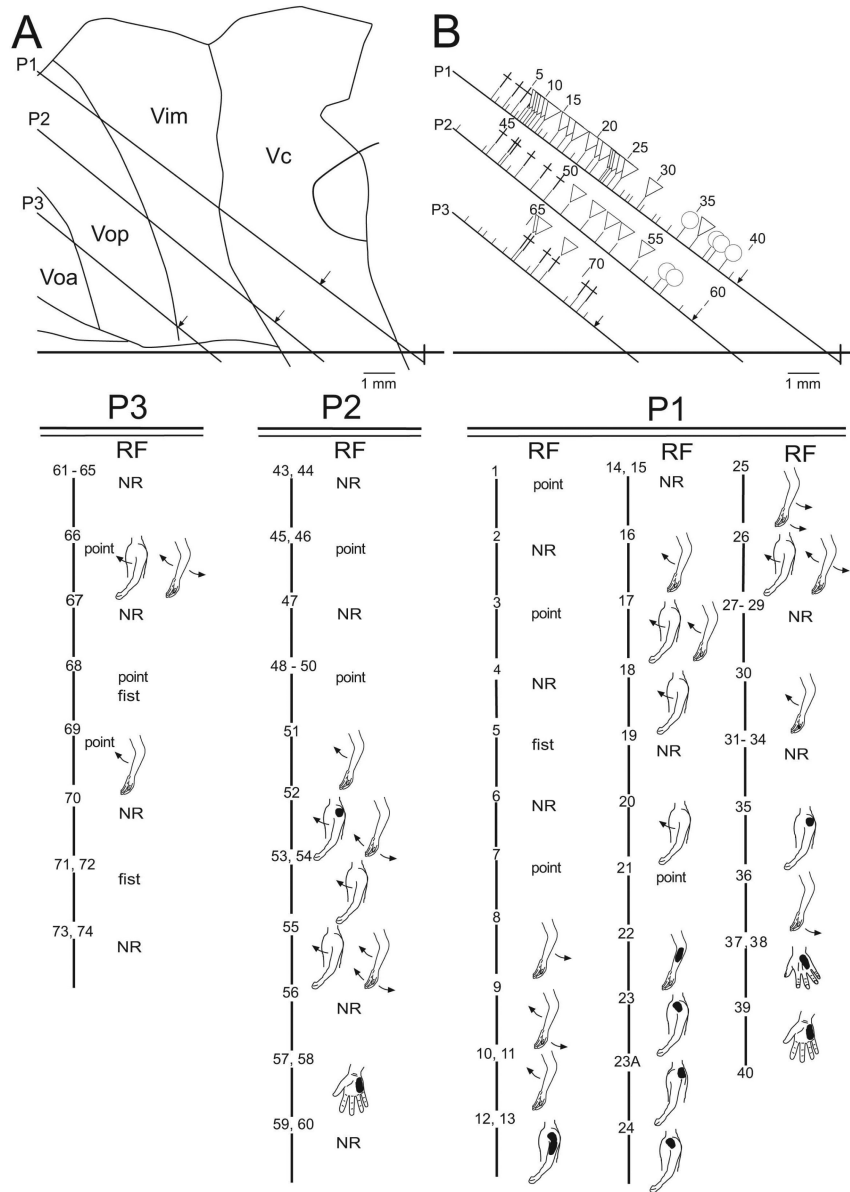 A
P1
P2
P3
Vim
Vc
Vop
Voa
1 mm
B
P1
P2
P3
5
10
15
20
25
30
35
40
45
50
55
60
65
70
1 mm
P3
RF
61 - 65 NR
66 point
67 NR
68 point
fist
69 point
70 NR
71, 72 fist
73, 74 NR
P2
RF
43, 44 NR
45, 46 point
47 NR
48 - 50 point
51
52
53, 54
55
56 NR
57, 58
59, 60 NR
P1
RF
1 point
2 NR
3 point
4 NR
5 fist
6 NR
7 point
8
9
10, 11
12, 13
RF
14, 15 NR
16
17
18
19 NR
20
21 point
22
23
23A
24
RF
25
26
27- 29 NR
30
31- 34 NR
35
36
37, 38
39
40